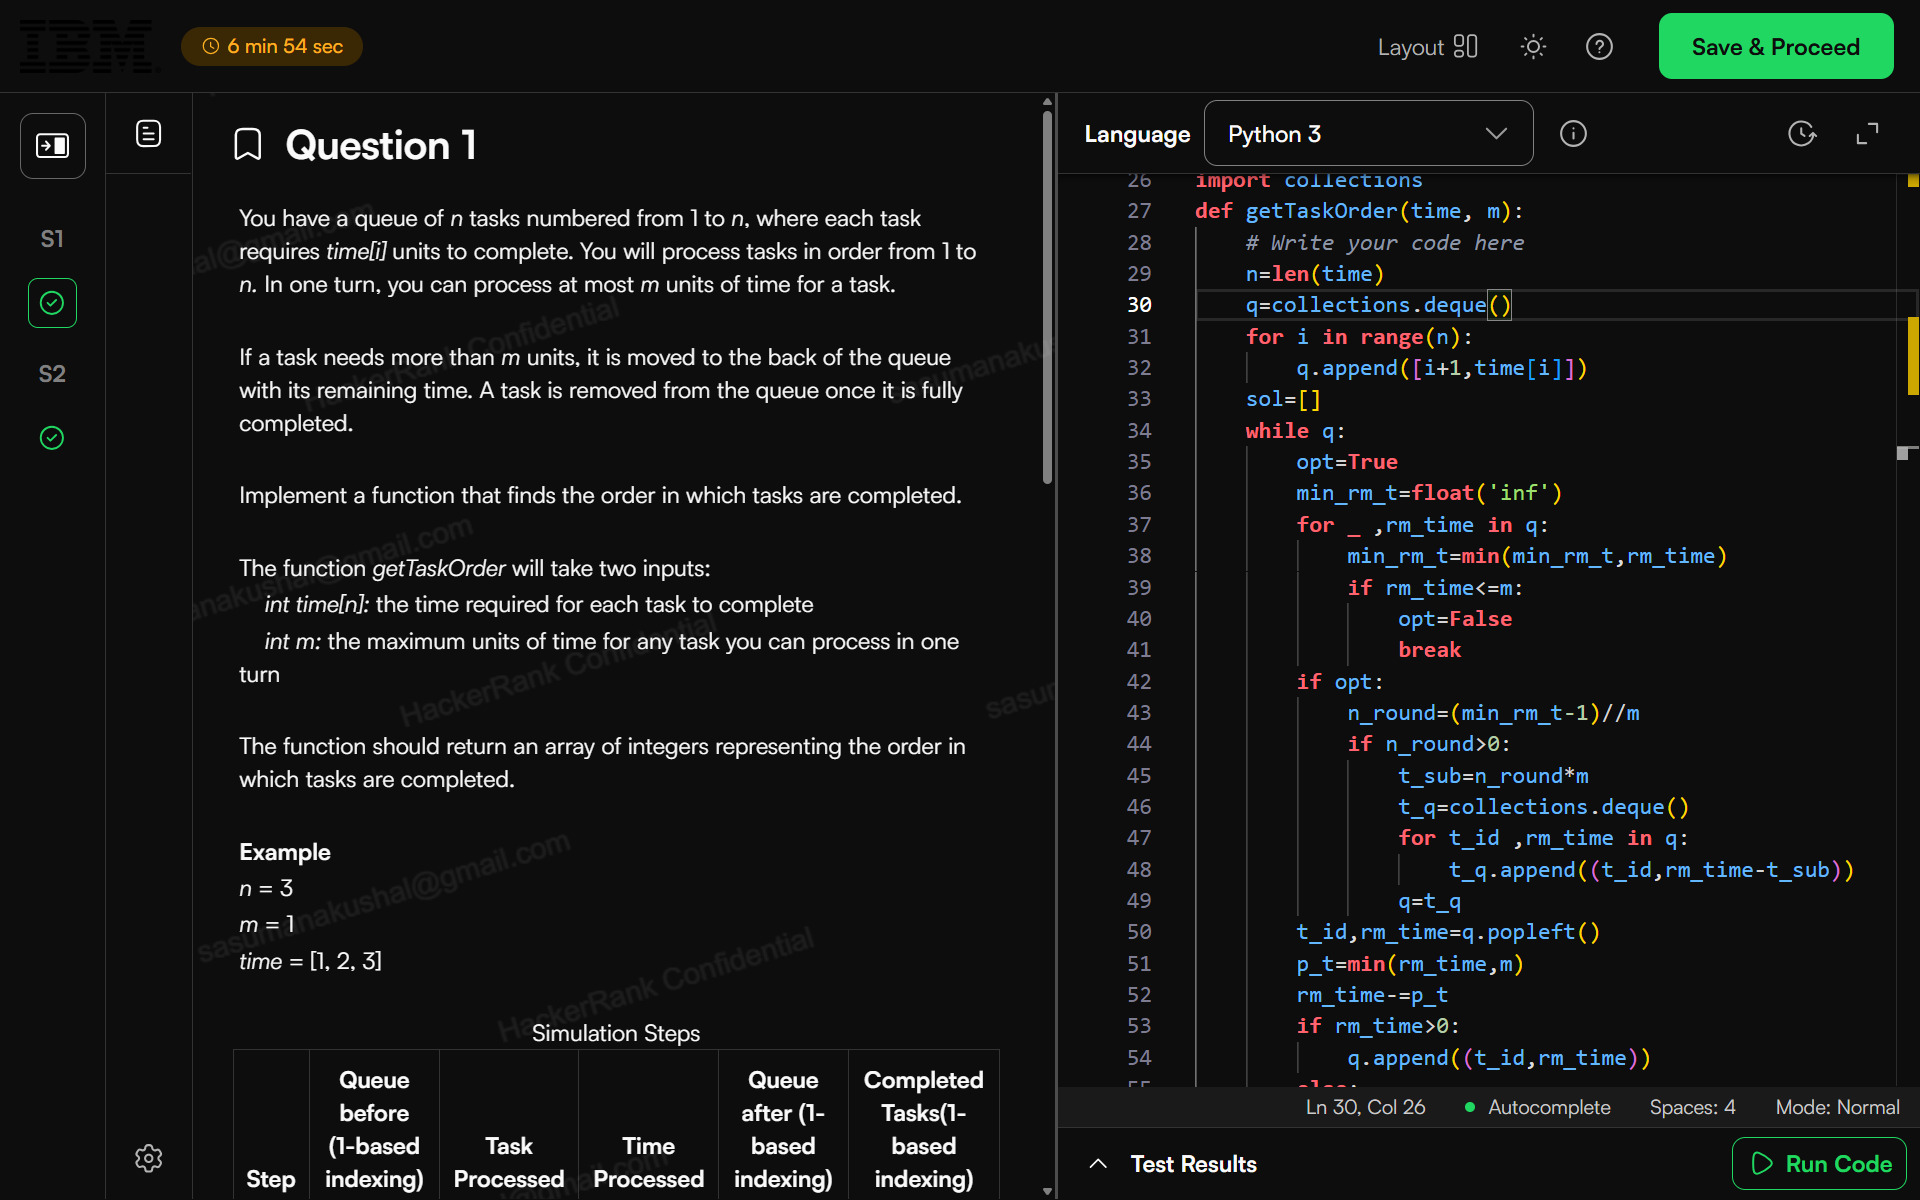 IBM
6 min 54 sec
Layout
Save & Proceed
S1
S2
Question 1
You have a queue of n tasks numbered from 1 to n, where each task
requires time[i] units to complete. You will process tasks in order from 1 to
n. In one turn, you can process at most m units of time for a task.
If a task needs more than m units, it is moved to the back of the queue
with its remaining time. A task is removed from the queue once it is fully
completed.
Implement a function that finds the order in which tasks are completed.
The function getTaskOrder will take two inputs:
int time[n]: the time required for each task to complete
int m: the maximum units of time for any task you can process in one
turn
The function should return an array of integers representing the order in
which tasks are completed.
Example
n = 3
m = 1
time = [1, 2, 3]
Simulation Steps
Step
Queue before (1-based indexing)
Task Processed
Time Processed
Queue after (1-based indexing)
Completed Tasks(1-based indexing)
HackerRank Confidential
sasumanakushal@gmail.com
Language
Python 3
26 import collections
27 def getTaskOrder(time, m):
28     # Write your code here
29     n=len(time)
30     q=collections.deque()
31     for i in range(n):
32         q.append([i+1,time[i]])
33     sol=[]
34     while q:
35         opt=True
36         min_rm_t=float('inf')
37         for _ ,rm_time in q:
38             min_rm_t=min(min_rm_t,rm_time)
39             if rm_time<=m:
40                 opt=False
41                 break
42         if opt:
43             n_round=(min_rm_t-1)//m
44             if n_round>0:
45                 t_sub=n_round*m
46                 t_q=collections.deque()
47                 for t_id ,rm_time in q:
48                     t_q.append((t_id,rm_time-t_sub))
49                 q=t_q
50         t_id,rm_time=q.popleft()
51         p_t=min(rm_time,m)
52         rm_time-=p_t
53         if rm_time>0:
54             q.append((t_id,rm_time))
55         else:
Ln 30, Col 26
Autocomplete
Spaces: 4
Mode: Normal
Test Results
Run Code